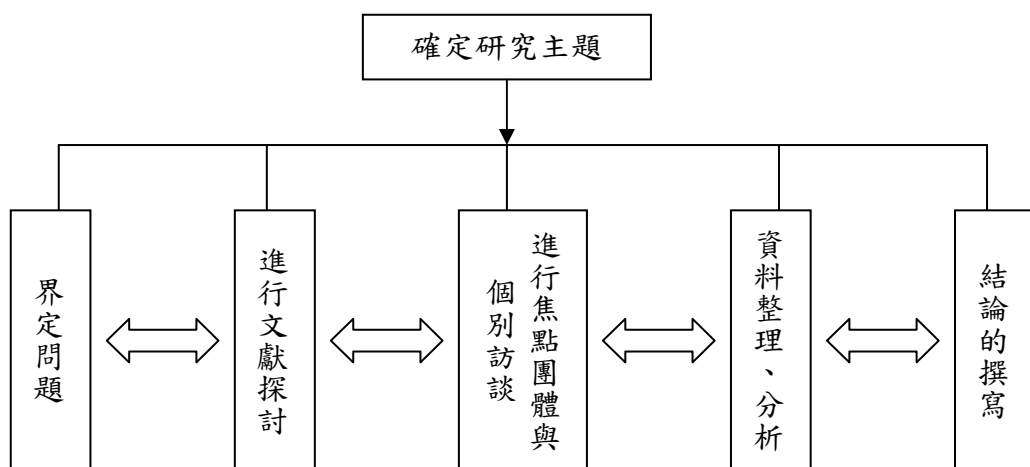 確定研究主題
界定問題
進行文獻探討
進行焦點團體與
個別訪談
資料整理、分析
結論的撰寫